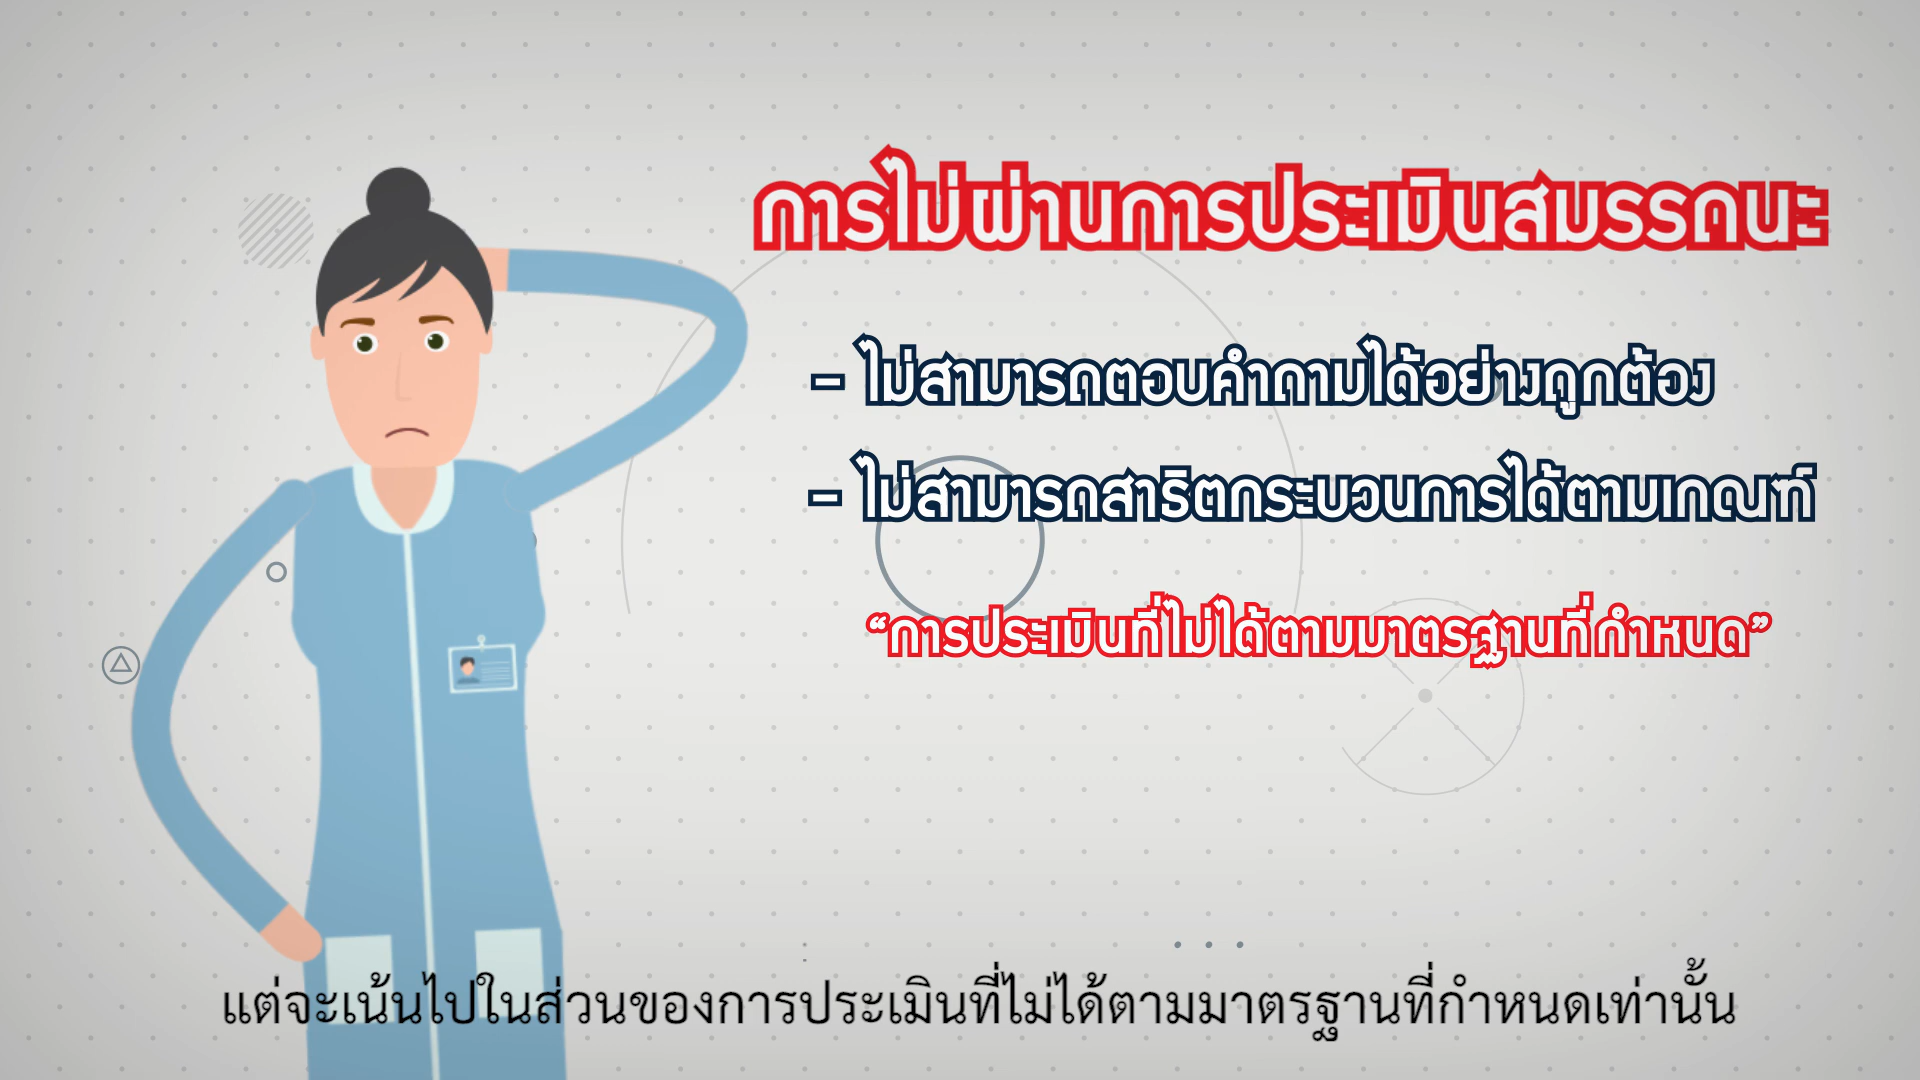 การไม่ผ่านการประเมินสมรรถนะ
- ไม่สามารถตอบคำถามได้อย่างถูกต้อง
- ไม่สามารถสาธิตกระบวนการได้ตามเกณฑ์
“การประเมินที่ไม่ได้ตามมาตรฐานที่กำหนด”
แต่จะเน้นไปในส่วนของการประเมินที่ไม่ได้ตามมาตรฐานที่กำหนดเท่านั้น